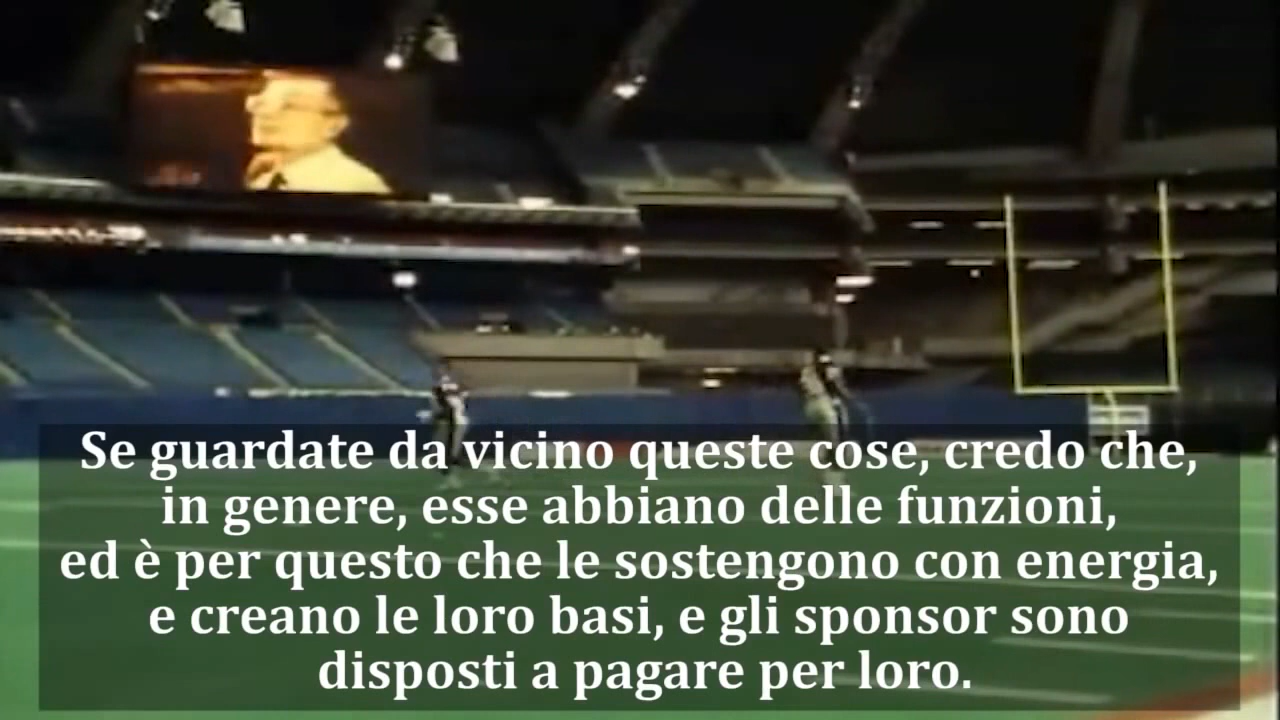 Se guardate da vicino queste cose, credo che,
in genere, esse abbiano delle funzioni,
ed è per questo che le sostengono con energia,
e creano le loro basi, e gli sponsor sono
disposti a pagare per loro.